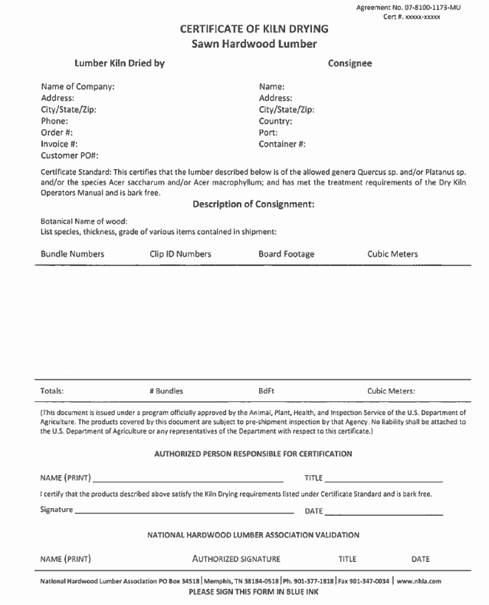 Agreement No. 07-8100-1173-MU
Cert #. xxxxx-xxxxx
CERTIFICATE OF KILN DRYING
Sawn Hardwood Lumber
Lumber Kiln Dried by Consignee
Name of Company: Name:
Address: Address:
City/State/Zip: City/State/Zip:
Phone: Country:
Order #: Port:
Invoice #: Container #:
Customer PO#:
Certificate Standard: This certifies that the lumber described below is of the allowed genera Quercus sp. and/or Platanus sp.
and/or the species Acer saccharum and/or Acer macrophyllum; and has met the treatment requirements of the Dry Kiln
Operators Manual and is bark free.
Description of Consignment:
Botanical Name of wood:
List species, thickness, grade of various items contained in shipment:
Bundle Numbers Clip ID Numbers Board Footage Cubic Meters
Totals: # Bundles BdFt Cubic Meters:
(This document is issued under a program officially approved by the Animal, Plant, Health, and Inspection Service of the U.S. Department of
Agriculture. The products covered by this document are subject to pre-shipment inspection by that Agency. No liability shall be attached to
the U.S. Department of Agriculture or any representatives of the Department with respect to this certificate.)
AUTHORIZED PERSON RESPONSIBLE FOR CERTIFICATION
NAME (PRINT) TITLE
I certify that the products described above satisfy the Kiln Drying requirements listed under Certificate Standard and is bark free.
Signature DATE
NATIONAL HARDWOOD LUMBER ASSOCIATION VALIDATION
NAME (PRINT) AUTHORIZED SIGNATURE TITLE DATE
National Hardwood Lumber Association PO Box 34518 | Memphis, TN 38184-0518 | Ph. 901-377-1818 | Fax 901-347-0034 | www.nhla.com
PLEASE SIGN THIS FORM IN BLUE INK